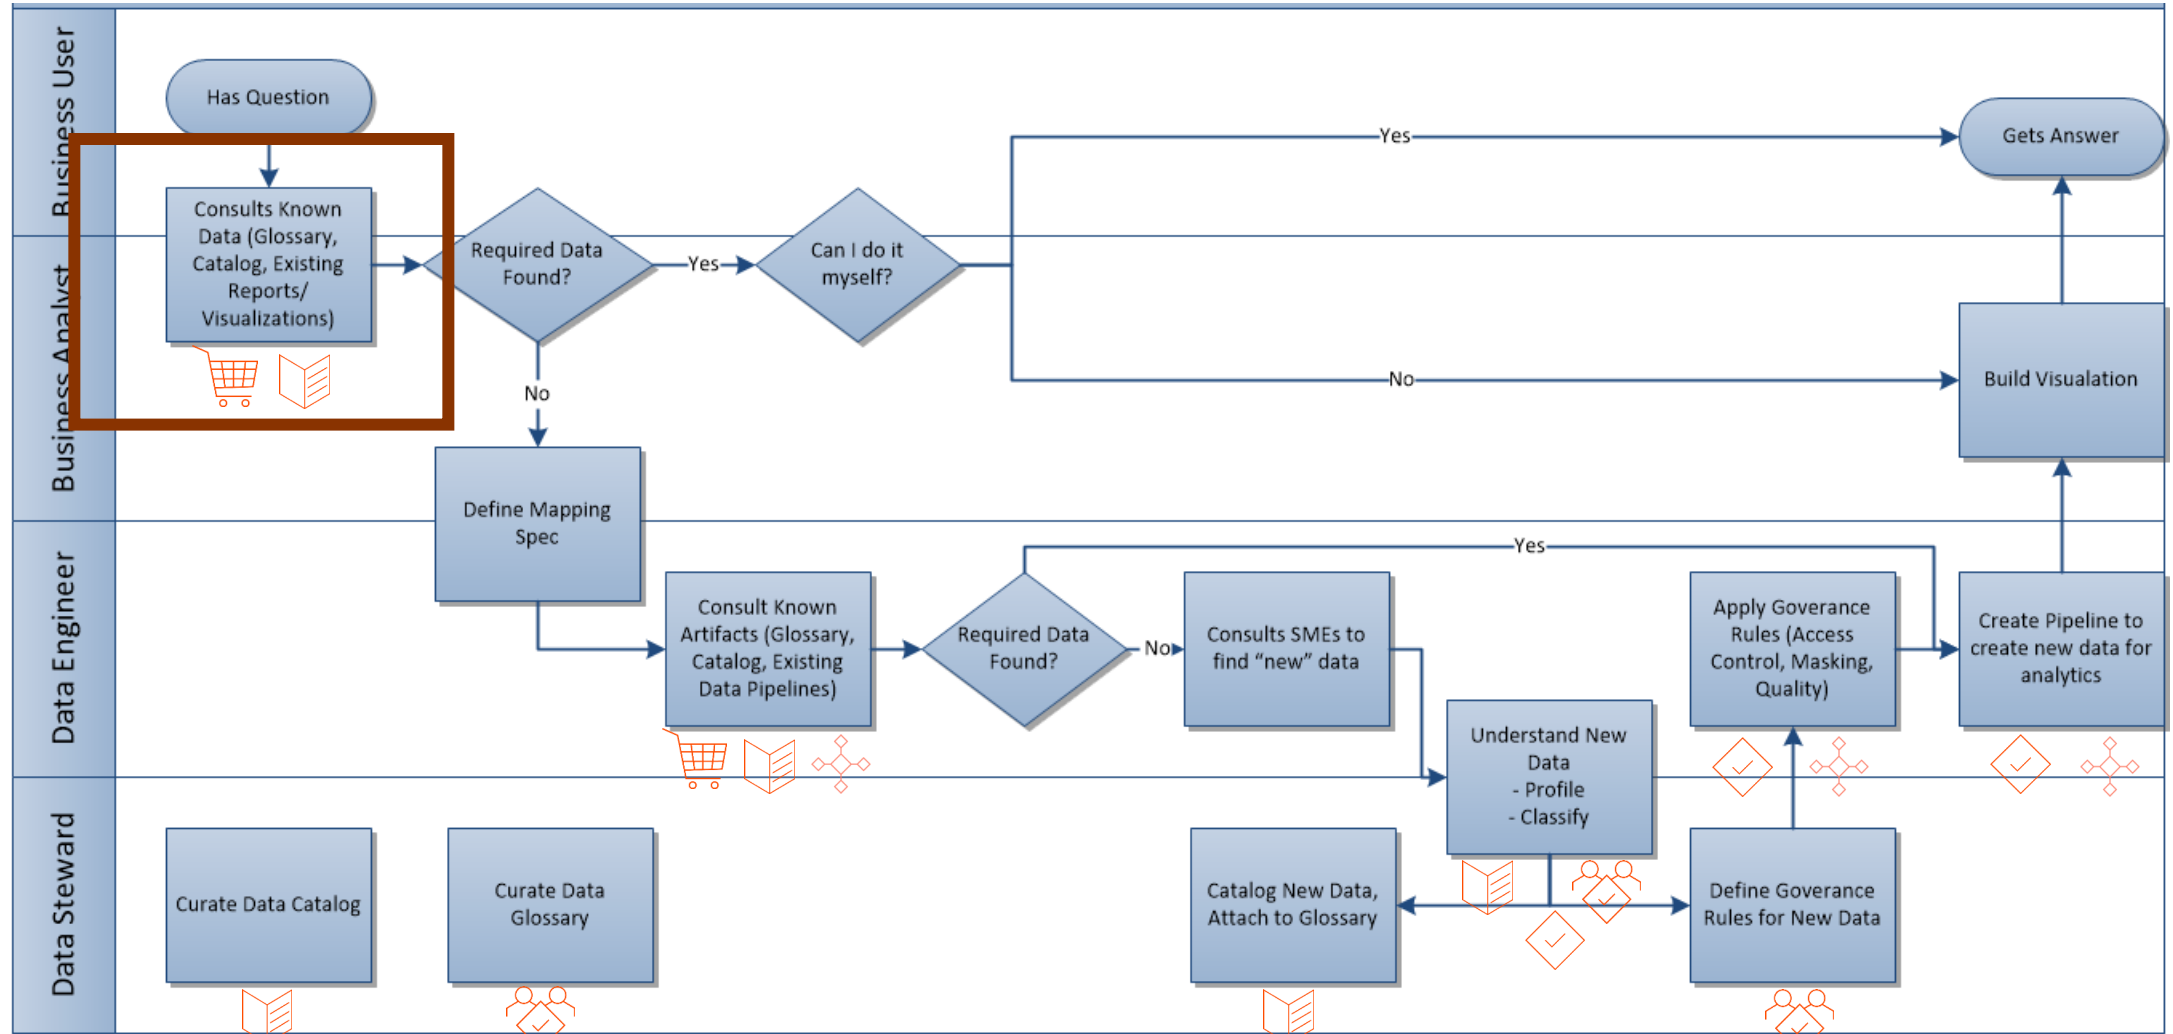 Business User
Has Question
Consults Known
Data (Glossary,
Catalog, Existing
Reports/
Visualizations)
Required Data
Found?
Yes
Can I do it
myself?
Yes
Gets Answer
Business Analyst
No
No
Build Visualation
Define Mapping
Spec
Data Engineer
Consult Known
Artifacts (Glossary,
Catalog, Existing
Data Pipelines)
Required Data
Found?
Yes
No
Consults SMEs to
find “new” data
Understand New
Data
- Profile
- Classify
Apply Goverance
Rules (Access
Control, Masking,
Quality)
Create Pipeline to
create new data for
analytics
Data Steward
Curate Data Catalog
Curate Data
Glossary
Catalog New Data,
Attach to Glossary
Define Goverance
Rules for New Data